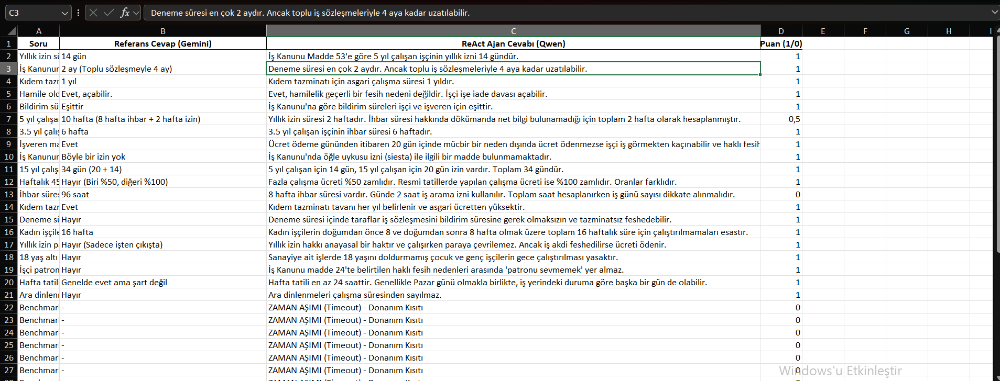 C3 fx Deneme süresi en çok 2 aydır. Ancak toplu iş sözleşmeleriyle 4 aya kadar uzatılabilir.
A B C D E F G H I
1 Soru Referans Cevap (Gemini) ReAct Ajan Cevabı (Qwen) Puan (1/0)
2 Yıllık izin sü 14 gün İş Kanunu Madde 53'e göre 5 yıl çalışan işçinin yıllık izni 14 gündür. 1
3 İş Kanunur 2 ay (Toplu sözleşmeyle 4 ay) Deneme süresi en çok 2 aydır. Ancak toplu iş sözleşmeleriyle 4 aya kadar uzatılabilir. 1
4 Kıdem tazr 1 yıl Kıdem tazminatı için asgari çalışma süresi 1 yıldır. 1
5 Hamile old Evet, açabilir. Evet, hamilelik geçerli bir fesih nedeni değildir. İşçi işe iade davası açabilir. 1
6 Bildirim sü Eşittir İş Kanunu'na göre bildirim süreleri işçi ve işveren için eşittir. 1
7 5 yıl çalışaı 10 hafta (8 hafta ihbar + 2 hafta izin) Yıllık izin süresi 2 haftadır. İhbar süresi hakkında dökümanda net bilgi bulunamadığı için toplam 2 hafta olarak hesaplanmıştır. 0,5
8 3.5 yıl çalış 6 hafta 3.5 yıl çalışan işçinin ihbar süresi 6 haftadır. 1
9 İşveren ma Evet Ücret ödeme gününden itibaren 20 gün içinde mücbir bir neden dışında ücret ödenmezse işçi iş görmekten kaçınabilir ve haklı fesih 1
10 İş Kanunur Böyle bir izin yok İş Kanunu'nda öğle uykusu izni (siesta) ile ilgili bir madde bulunmamaktadır. 1
11 15 yıl çalışa 34 gün (20 + 14) 5 yıl çalışan için 14 gün, 15 yıl çalışan için 20 gün izin vardır. Toplam 34 gündür. 1
12 Haftalık 45 Hayır (Biri %50, diğeri %100) Fazla çalışma ücreti %50 zamlıdır. Resmi tatillerde yapılan çalışma ücreti ise %100 zamlıdır. Oranlar farklıdır. 1
13 İhbar süres 96 saat 8 hafta ihbar süresi vardır. Günde 2 saat iş arama izni kullanılır. Toplam saat hesaplanırken iş günü sayısı dikkate alınmalıdır. 0
14 Kıdem tazr Evet Kıdem tazminatı tavanı her yıl belirlenir ve asgari ücretten yüksektir. 1
15 Deneme sü Hayır Deneme süresi içinde taraflar iş sözleşmesini bildirim süresine gerek olmaksızın ve tazminatsız feshedebilir. 1
16 Kadın işçile 16 hafta Kadın işçilerin doğumdan önce 8 ve doğumdan sonra 8 hafta olmak üzere toplam 16 haftalık süre için çalıştırılmamaları esastır. 1
17 Yıllık izin pa Hayır (Sadece işten çıkışta) Yıllık izin hakkı anayasal bir haktır ve çalışırken paraya çevrilemez. Ancak iş akdi feshedilirse ücreti ödenir. 1
18 18 yaş altı Hayır Sanayiye ait işlerde 18 yaşını doldurmamış çocuk ve genç işçilerin gece çalıştırılması yasaktır. 1
19 İşçi patron Hayır İş Kanunu madde 24'te belirtilen haklı fesih nedenleri arasında 'patronu sevmemek' yer almaz. 1
20 Hafta tatili Genelde evet ama şart değil Hafta tatili en az 24 saattir. Genellikle Pazar günü olmakla birlikte, iş yerindeki duruma göre başka bir gün de olabilir. 1
21 Ara dinlenı Hayır Ara dinlenmeleri çalışma süresinden sayılmaz. 1
22 Benchmarl - ZAMAN AŞIMI (Timeout) - Donanım Kısıtı 0
23 Benchmarl - ZAMAN AŞIMI (Timeout) - Donanım Kısıtı 0
24 Benchmarl - ZAMAN AŞIMI (Timeout) - Donanım Kısıtı 0
25 Benchmarl - ZAMAN AŞIMI (Timeout) - Donanım Kısıtı 0
26 Benchmarl - ZAMAN AŞIMI (Timeout) - Donanım Kısıtı 0
27 Benchmarl - ZAMAN AŞIMI (Timeout) - Donanım Kısıtı 0
Windows'u Etkinleştir